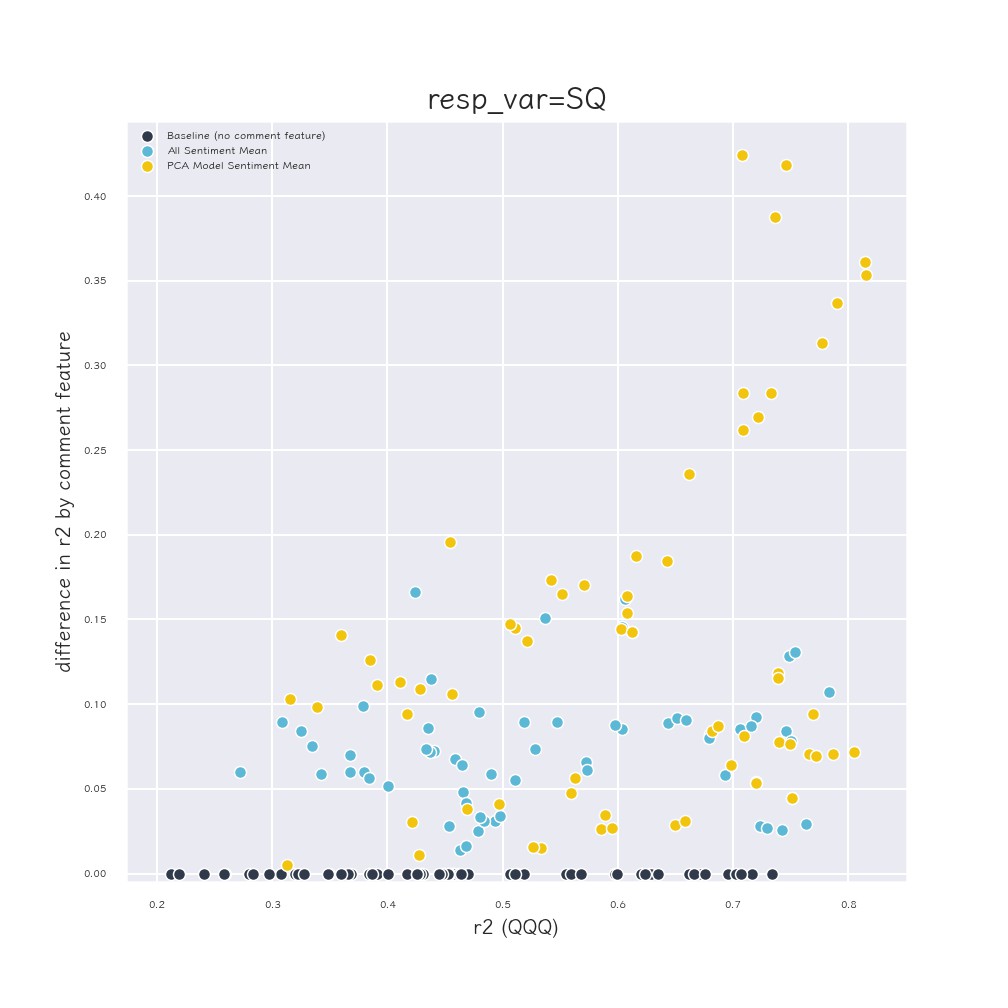 resp_var=SQ
Baseline (no comment feature)
All Sentiment Mean
PCA Model Sentiment Mean
difference in r2 by comment feature
0.40
0.35
0.30
0.25
0.20
0.15
0.10
0.05
0.00
0.2 0.3 0.4 0.5 0.6 0.7 0.8
r2 (QQQ)